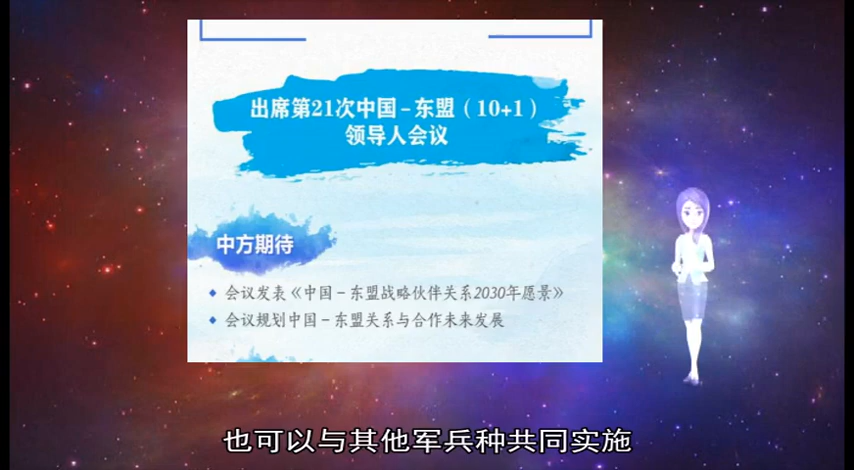 出席第21次中国－东盟（10+1）
领导人会议
中方期待
◆ 会议发表《中国－东盟战略伙伴关系2030年愿景》
◆ 会议规划中国－东盟关系与合作未来发展
也可以与其他军兵种共同实施